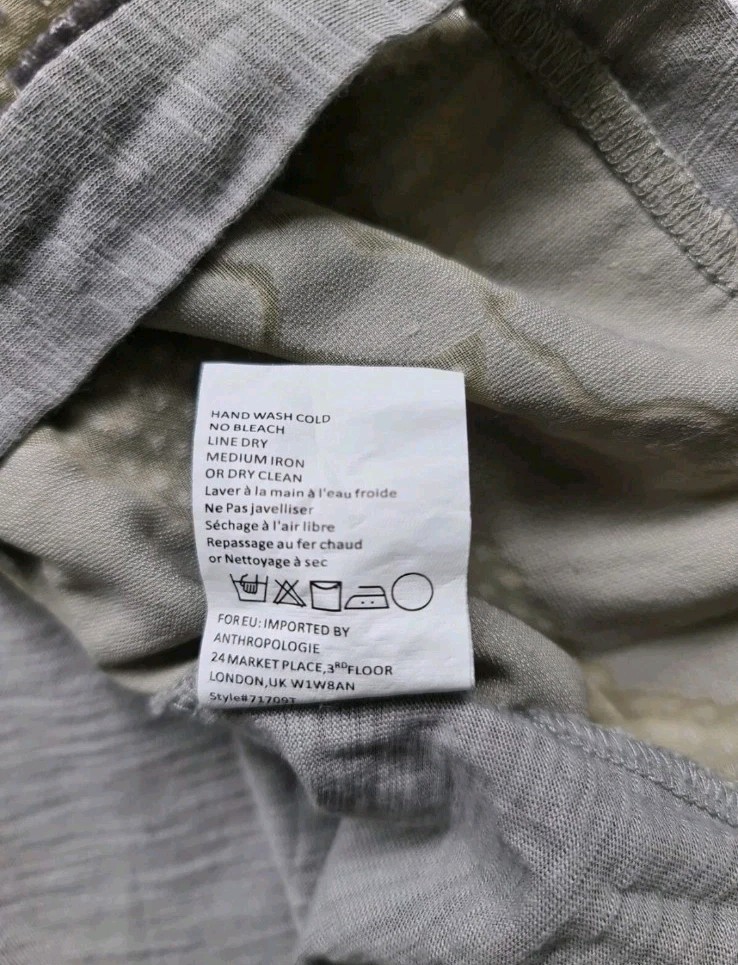 HAND WASH COLD
NO BLEACH
LINE DRY
MEDIUM IRON
OR DRY CLEAN
Laver à la main à l'eau froide
Ne Pas javelliser
Séchage à l'air libre
Repassage au fer chaud
or Nettoyage à sec
FOR EU: IMPORTED BY
ANTHROPOLOGIE
24 MARKET PLACE, 3RD FLOOR
LONDON, UK W1W8AN
Style#71709T